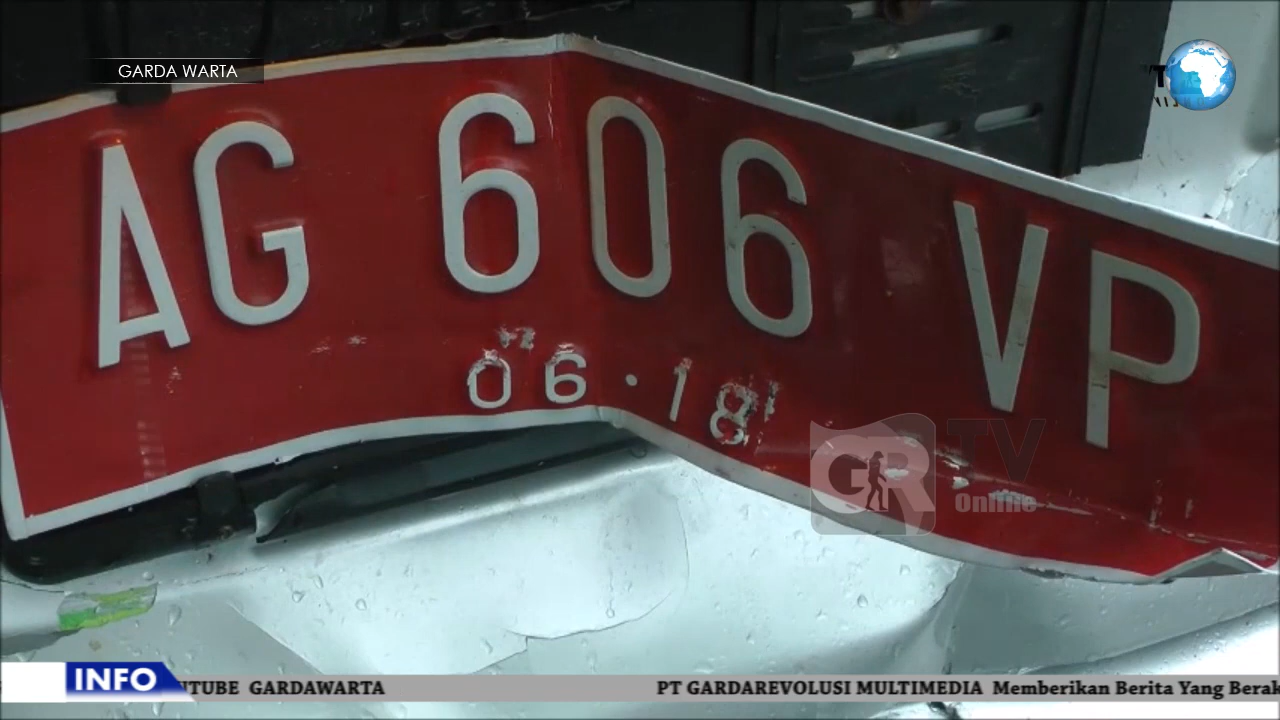 GARDA WARTA
AG 606 VP
06·18
GR TV
Online
INFO
TUBE GARDAWARTA
PT GARDAREVOLUSI MULTIMEDIA Memberikan Berita Yang Berak